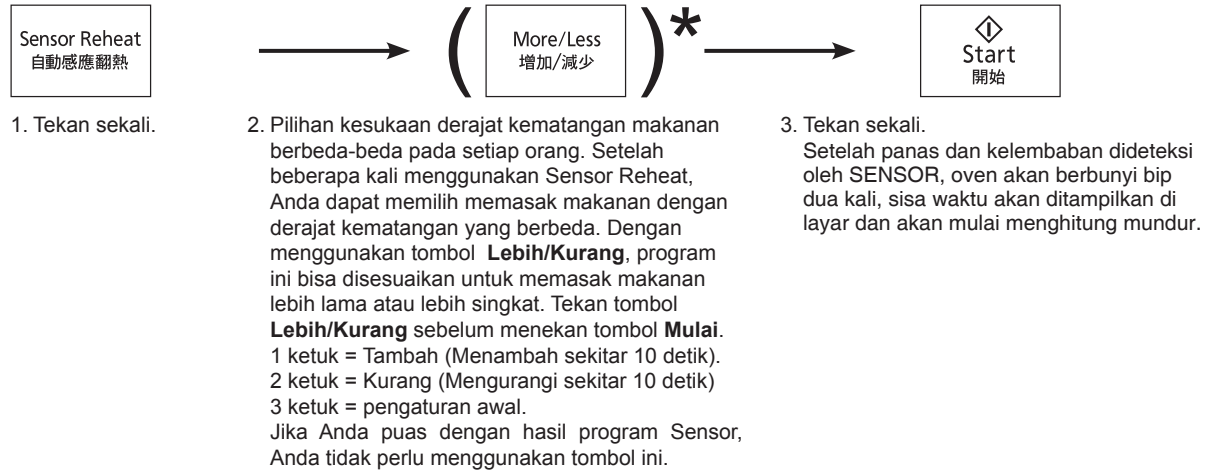 Sensor Reheat
自動感應翻熱
( More/Less )*
增加/減少
Start
開始
1. Tekan sekali.
2. Pilihan kesukaan derajat kematangan makanan
berbeda-beda pada setiap orang. Setelah
beberapa kali menggunakan Sensor Reheat,
Anda dapat memilih memasak makanan dengan
derajat kematangan yang berbeda. Dengan
menggunakan tombol Lebih/Kurang, program
ini bisa disesuaikan untuk memasak makanan
lebih lama atau lebih singkat. Tekan tombol
Lebih/Kurang sebelum menekan tombol Mulai.
1 ketuk = Tambah (Menambah sekitar 10 detik).
2 ketuk = Kurang (Mengurangi sekitar 10 detik)
3 ketuk = pengaturan awal.
Jika Anda puas dengan hasil program Sensor,
Anda tidak perlu menggunakan tombol ini.
3. Tekan sekali.
Setelah panas dan kelembaban dideteksi
oleh SENSOR, oven akan berbunyi bip
dua kali, sisa waktu akan ditampilkan di
layar dan akan mulai menghitung mundur.